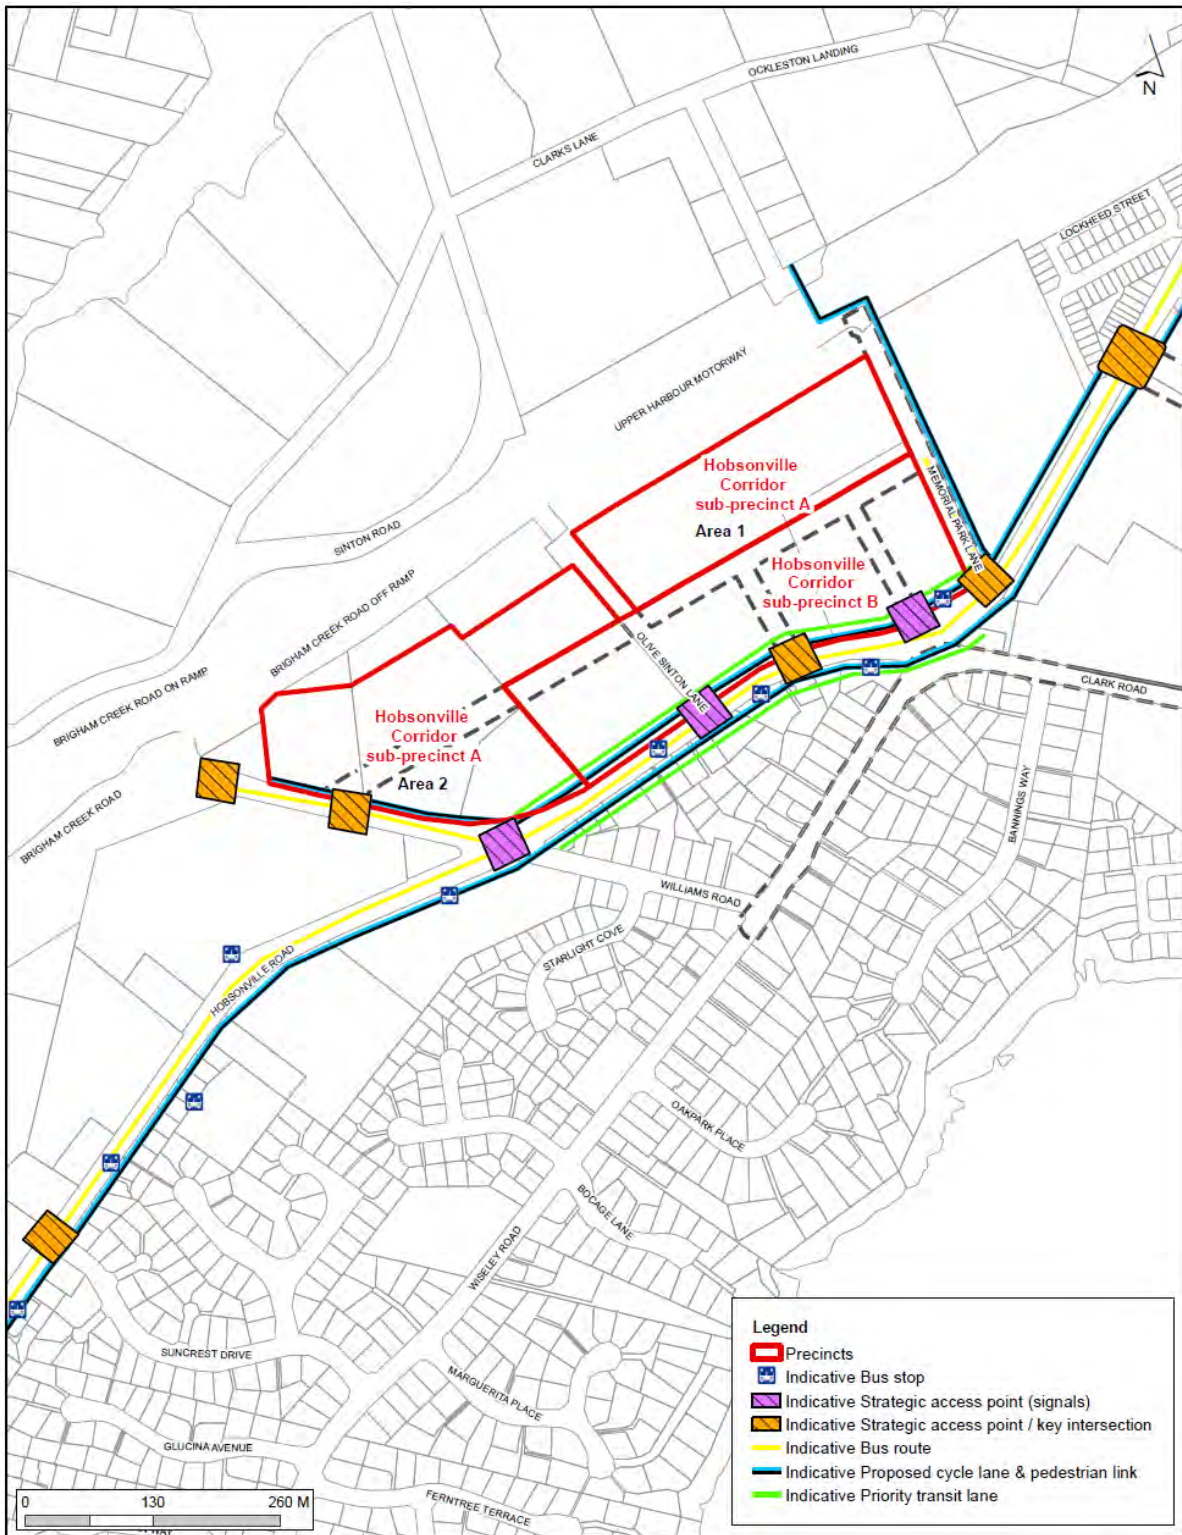 OCKLESTON LANDING
N
CLARKS LANE
LOCKHEED STREET
UPPER HARBOUR MOTORWAY
Hobsonville
Corridor
sub-precinct A
Area 1
MEMORIAL PARK LANE
SINTON ROAD
BRIGHAM CREEK ROAD OFF RAMP
Hobsonville
Corridor
sub-precinct B
OLIVE SINTON LANE
BRIGHAM CREEK ROAD ON RAMP
CLARK ROAD
Hobsonville
Corridor
sub-precinct A
Area 2
BRIGHAM CREEK ROAD
BANNINGS WAY
WILLIAMS ROAD
STARLIGHT COVE
HOBSONVILLE ROAD
OAKPARK PLACE
BOCAGE LANE
WISELEY ROAD
SUNCREST DRIVE
MARGUERITA PLACE
GLUCINA AVENUE
FERNTREE TERRACE
Legend
Precincts
Indicative Bus stop
Indicative Strategic access point (signals)
Indicative Strategic access point / key intersection
Indicative Bus route
Indicative Proposed cycle lane & pedestrian link
Indicative Priority transit lane
0 130 260 M